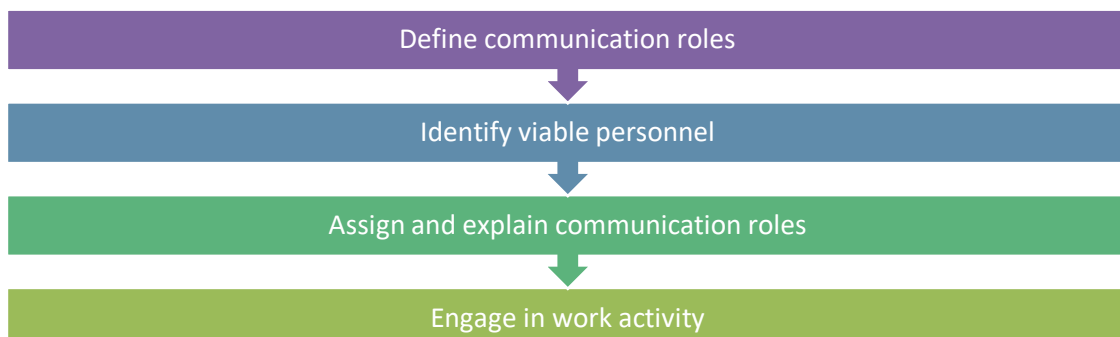 Define communication roles
Identify viable personnel
Assign and explain communication roles
Engage in work activity